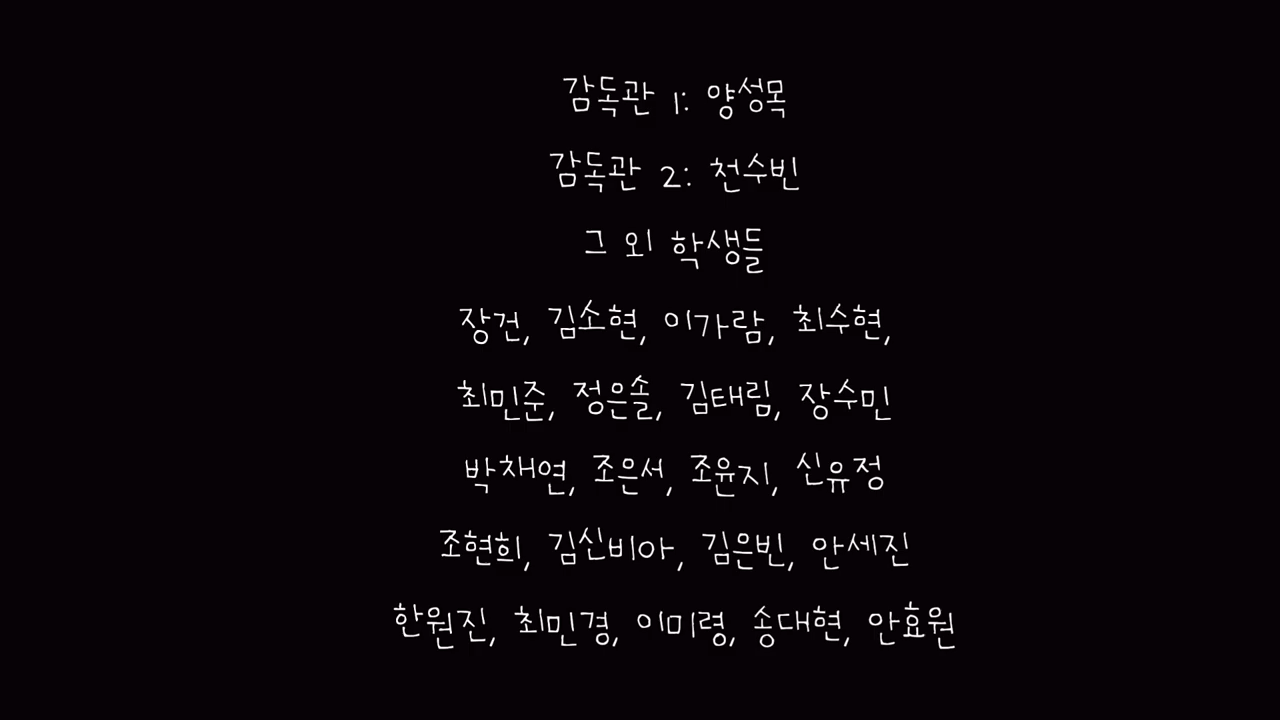 감독관 1: 양성목
감독관 2: 천수빈
그 외 학생들
장건, 김소현, 이가람, 최수현,
최민준, 정은솔, 김태림, 장수민
박채연, 조은서, 조윤지, 신유정
조현희, 김신비아, 김은빈, 안세진
한원진, 최민경, 이미령, 송대현, 안효원